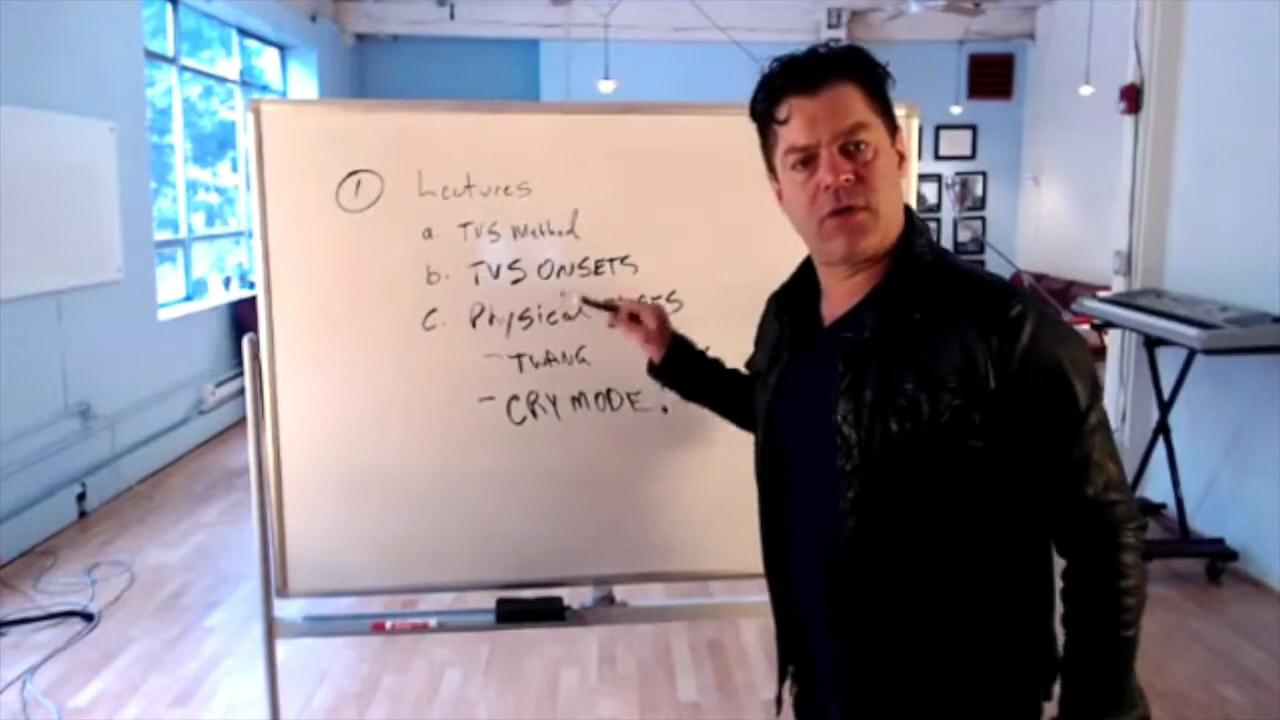 1 Lectures
a. TVS Method
b. TVS ONSETS
c. Physical
- TWANG
- CRY MODE.